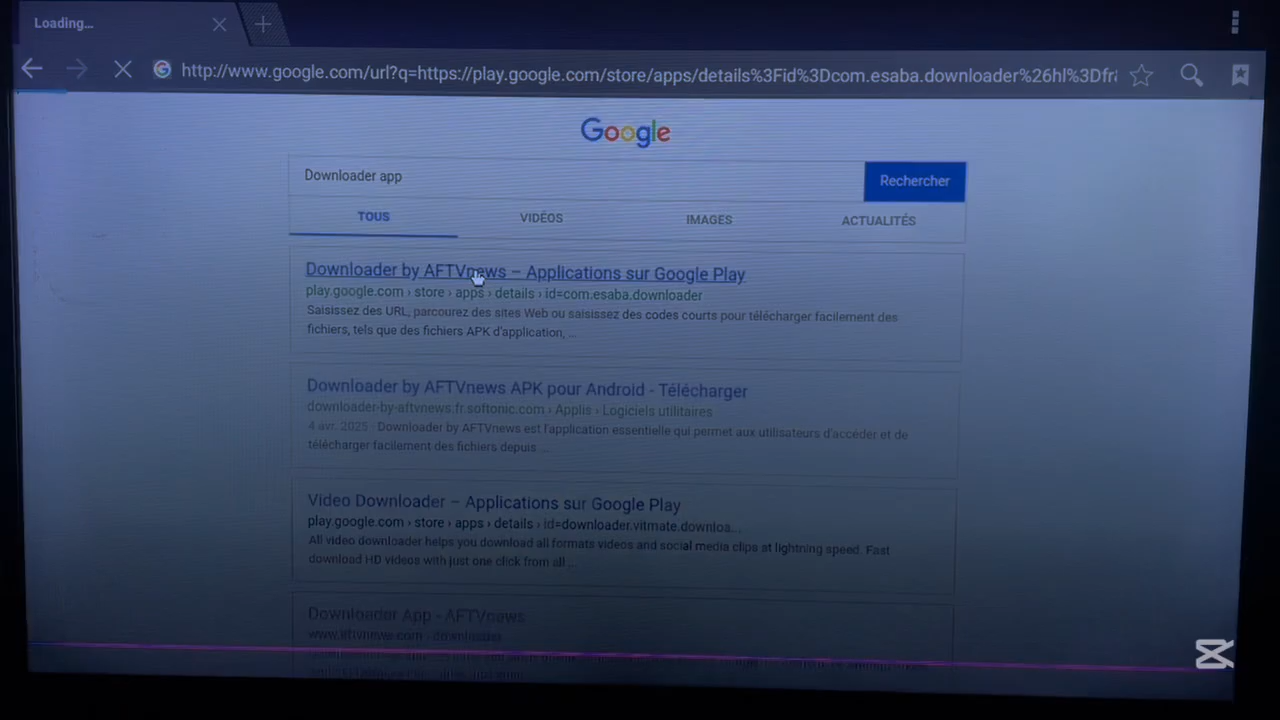 Loading...
http://www.google.com/url?q=https://play.google.com/store/apps/details%3Fid%3Dcom.esaba.downloader%26hl%3Dfr
Google
Downloader app
Rechercher
TOUS
VIDÉOS
IMAGES
ACTUALITÉS
Downloader by AFTVnews – Applications sur Google Play
play.google.com › store › apps › details › id=com.esaba.downloader
Saisissez des URL, parcourez des sites Web ou saisissez des codes courts pour télécharger facilement des
fichiers, tels que des fichiers APK d'application, ...
Downloader by AFTVnews APK pour Android - Télécharger
downloader-by-aftvnews.fr.softonic.com › Applis › Logiciels utilitaires
4 avr. 2025 · Downloader by AFTVnews est l'application essentielle qui permet aux utilisateurs d'accéder et de
télécharger facilement des fichiers depuis ...
Video Downloader – Applications sur Google Play
play.google.com › store › apps › details › id=downloader.vitmate.downloa...
All video downloader helps you download all formats videos and social media clips at lightning speed. Fast
download HD videos with just one click from all ...
Downloader App - AFTVnews
www.aftvnews.com › downloader